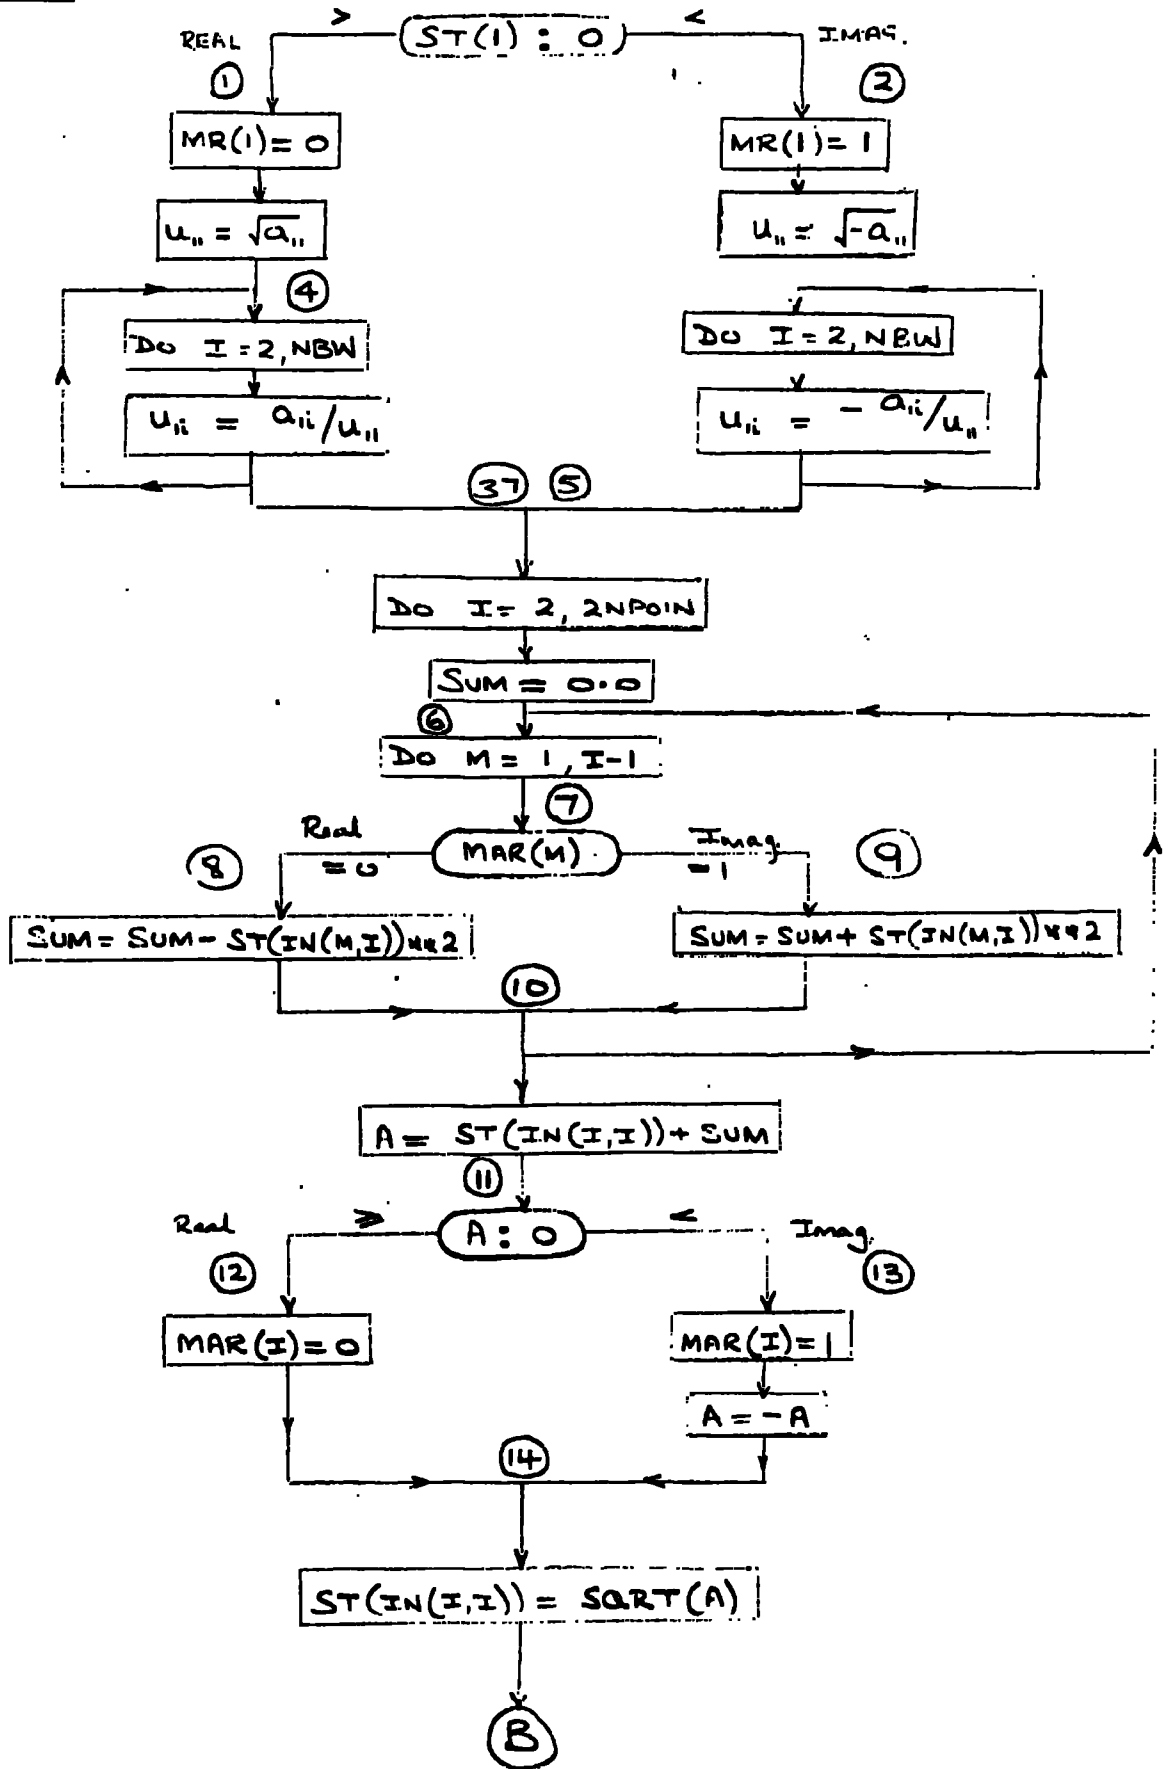 > ST(1) : 0 <
REAL IMAG.
1 2
MR(1) = 0 MR(1) = 1
u₁₁ = √a₁₁ u₁₁ = √-a₁₁
4
DO I = 2, NBW DO I = 2, NBW
u₁ᵢ = a₁ᵢ/u₁₁ u₁ᵢ = - a₁ᵢ/u₁₁
37 5
DO I = 2, 2NPOIN
SUM = 0.0
6
DO M = 1, I-1
7
Real = 0 MAR(M) Imag. = 1
8 9
SUM = SUM - ST(IN(M,I))**2 SUM = SUM + ST(IN(M,I))**2
10
A = ST(IN(I,I)) + SUM
11
Real ≥ A : 0 < Imag.
12 13
MAR(I) = 0 MAR(I) = 1
A = -A
14
ST(IN(I,I)) = SQRT(A)
B